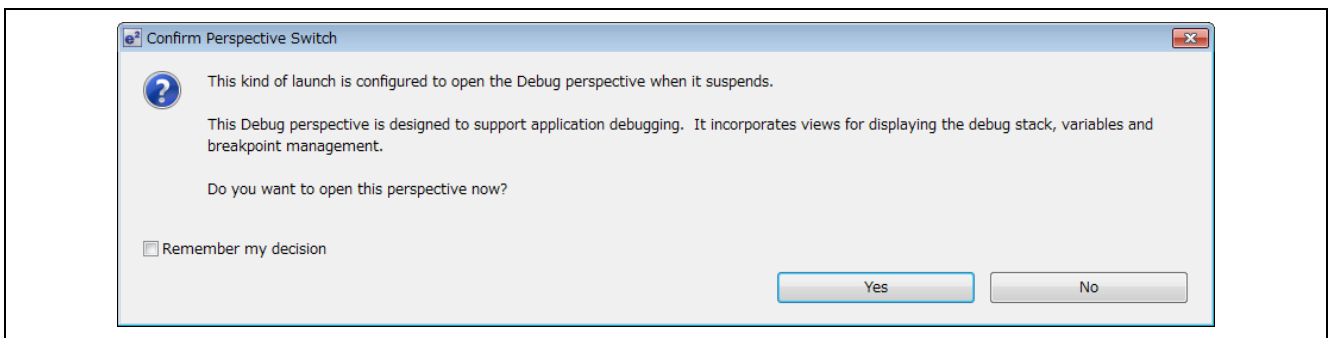 e² Confirm Perspective Switch
This kind of launch is configured to open the Debug perspective when it suspends.
This Debug perspective is designed to support application debugging.  It incorporates views for displaying the debug stack, variables and
breakpoint management.
Do you want to open this perspective now?
Remember my decision
Yes No